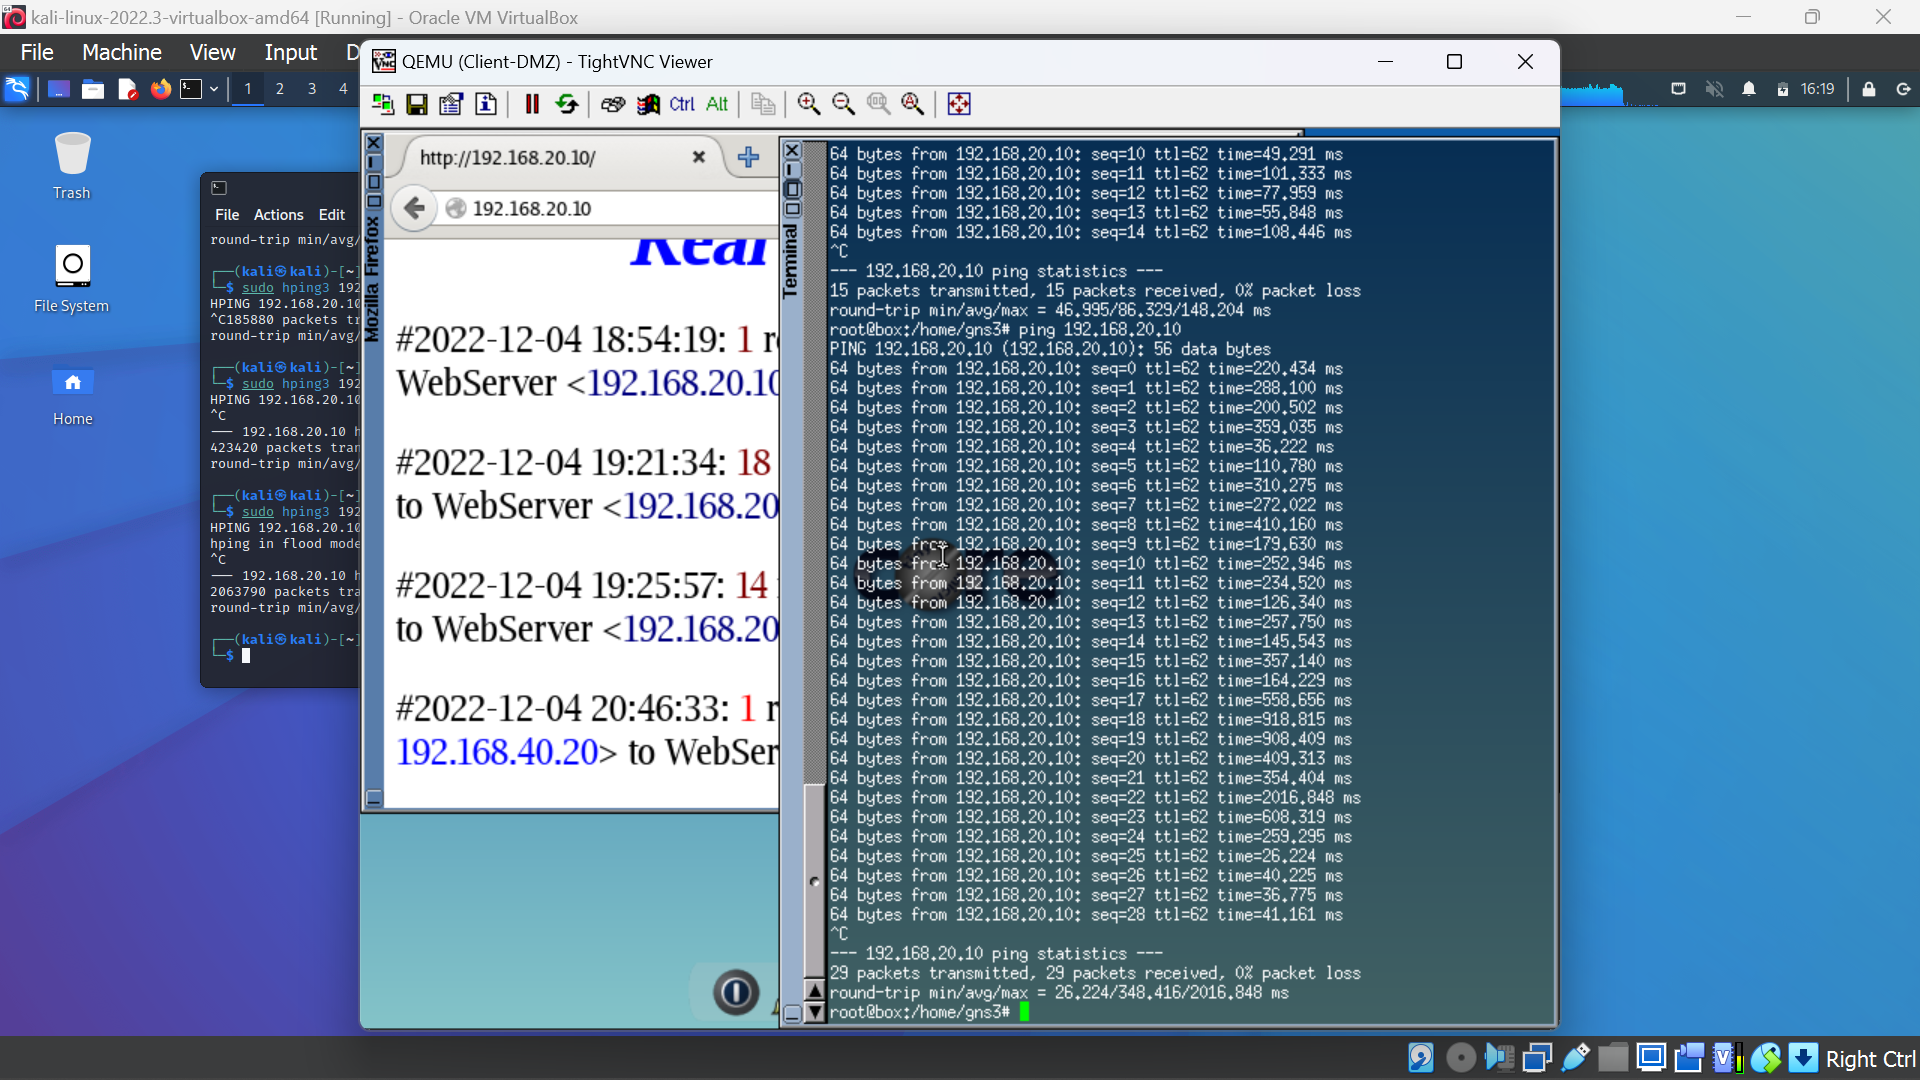 kali-linux-2022.3-virtualbox-amd64 [Running] - Oracle VM VirtualBox
File Machine View Input D
1 2 3 4
16:19
Trash
File System
Home
File Actions Edit
round-trip min/avg/
(kali㉿kali)-[~]
$ sudo hping3 192
HPING 192.168.20.10
^C185880 packets tr
round-trip min/avg/
(kali㉿kali)-[~]
$ sudo hping3 192
HPING 192.168.20.10
^C
— 192.168.20.10 h
423420 packets tran
round-trip min/avg/
(kali㉿kali)-[~]
$ sudo hping3 192
HPING 192.168.20.10
hping in flood mode
^C
— 192.168.20.10 h
2063790 packets tra
round-trip min/avg/
(kali㉿kali)-[~]
$
QEMU (Client-DMZ) - TightVNC Viewer
Ctrl Alt
Mozilla Firefox
http://192.168.20.10/
192.168.20.10
Real
#2022-12-04 18:54:19: 1 r
WebServer <192.168.20.10
#2022-12-04 19:21:34: 18
to WebServer <192.168.20
#2022-12-04 19:25:57: 14
to WebServer <192.168.20
#2022-12-04 20:46:33: 1 r
192.168.40.20> to WebSer
Terminal
64 bytes from 192.168.20.10: seq=10 ttl=62 time=49.291 ms
64 bytes from 192.168.20.10: seq=11 ttl=62 time=101.333 ms
64 bytes from 192.168.20.10: seq=12 ttl=62 time=77.959 ms
64 bytes from 192.168.20.10: seq=13 ttl=62 time=55.848 ms
64 bytes from 192.168.20.10: seq=14 ttl=62 time=108.446 ms
^C
--- 192.168.20.10 ping statistics ---
15 packets transmitted, 15 packets received, 0% packet loss
round-trip min/avg/max = 46.995/86.329/148.204 ms
root@box:/home/gns3# ping 192.168.20.10
PING 192.168.20.10 (192.168.20.10): 56 data bytes
64 bytes from 192.168.20.10: seq=0 ttl=62 time=220.434 ms
64 bytes from 192.168.20.10: seq=1 ttl=62 time=288.100 ms
64 bytes from 192.168.20.10: seq=2 ttl=62 time=200.502 ms
64 bytes from 192.168.20.10: seq=3 ttl=62 time=359.035 ms
64 bytes from 192.168.20.10: seq=4 ttl=62 time=36.222 ms
64 bytes from 192.168.20.10: seq=5 ttl=62 time=110.780 ms
64 bytes from 192.168.20.10: seq=6 ttl=62 time=310.275 ms
64 bytes from 192.168.20.10: seq=7 ttl=62 time=272.022 ms
64 bytes from 192.168.20.10: seq=8 ttl=62 time=410.160 ms
64 bytes from 192.168.20.10: seq=9 ttl=62 time=179.630 ms
64 bytes from 192.168.20.10: seq=10 ttl=62 time=252.946 ms
64 bytes from 192.168.20.10: seq=11 ttl=62 time=234.520 ms
64 bytes from 192.168.20.10: seq=12 ttl=62 time=126.340 ms
64 bytes from 192.168.20.10: seq=13 ttl=62 time=257.750 ms
64 bytes from 192.168.20.10: seq=14 ttl=62 time=145.543 ms
64 bytes from 192.168.20.10: seq=15 ttl=62 time=357.140 ms
64 bytes from 192.168.20.10: seq=16 ttl=62 time=164.229 ms
64 bytes from 192.168.20.10: seq=17 ttl=62 time=558.656 ms
64 bytes from 192.168.20.10: seq=18 ttl=62 time=918.815 ms
64 bytes from 192.168.20.10: seq=19 ttl=62 time=908.409 ms
64 bytes from 192.168.20.10: seq=20 ttl=62 time=409.313 ms
64 bytes from 192.168.20.10: seq=21 ttl=62 time=354.404 ms
64 bytes from 192.168.20.10: seq=22 ttl=62 time=2016.848 ms
64 bytes from 192.168.20.10: seq=23 ttl=62 time=608.319 ms
64 bytes from 192.168.20.10: seq=24 ttl=62 time=259.295 ms
64 bytes from 192.168.20.10: seq=25 ttl=62 time=26.224 ms
64 bytes from 192.168.20.10: seq=26 ttl=62 time=40.225 ms
64 bytes from 192.168.20.10: seq=27 ttl=62 time=36.775 ms
64 bytes from 192.168.20.10: seq=28 ttl=62 time=41.161 ms
^C
--- 192.168.20.10 ping statistics ---
29 packets transmitted, 29 packets received, 0% packet loss
round-trip min/avg/max = 26.224/348.416/2016.848 ms
root@box:/home/gns3#
Right Ctrl